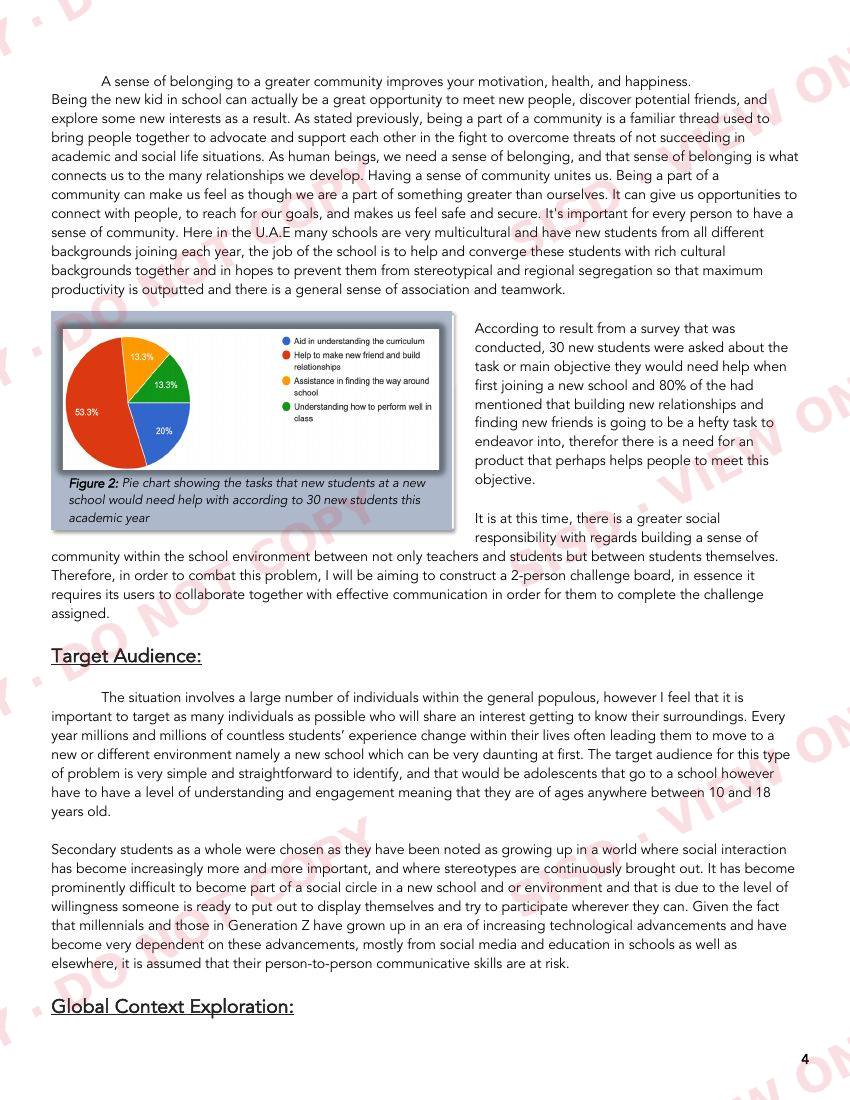 A sense of belonging to a greater community improves your motivation, health, and happiness.
Being the new kid in school can actually be a great opportunity to meet new people, discover potential friends, and
explore some new interests as a result. As stated previously, being a part of a community is a familiar thread used to
bring people together to advocate and support each other in the fight to overcome threats of not succeeding in
academic and social life situations. As human beings, we need a sense of belonging, and that sense of belonging is what
connects us to the many relationships we develop. Having a sense of community unites us. Being a part of a
community can make us feel as though we are a part of something greater than ourselves. It can give us opportunities to
connect with people, to reach for our goals, and makes us feel safe and secure. It's important for every person to have a
sense of community. Here in the U.A.E many schools are very multicultural and have new students from all different
backgrounds joining each year, the job of the school is to help and converge these students with rich cultural
backgrounds together and in hopes to prevent them from stereotypical and regional segregation so that maximum
productivity is outputted and there is a general sense of association and teamwork.
13.3%
13.3%
53.3%
20%
Aid in understanding the curriculum
Help to make new friend and build
relationships
Assistance in finding the way around
school
Understanding how to perform well in
class
Figure 2: Pie chart showing the tasks that new students at a new
school would need help with according to 30 new students this
academic year
According to result from a survey that was
conducted, 30 new students were asked about the
task or main objective they would need help when
first joining a new school and 80% of the had
mentioned that building new relationships and
finding new friends is going to be a hefty task to
endeavor into, therefor there is a need for an
product that perhaps helps people to meet this
objective.
It is at this time, there is a greater social
responsibility with regards building a sense of
community within the school environment between not only teachers and students but between students themselves.
Therefore, in order to combat this problem, I will be aiming to construct a 2-person challenge board, in essence it
requires its users to collaborate together with effective communication in order for them to complete the challenge
assigned.
Target Audience:
The situation involves a large number of individuals within the general populous, however I feel that it is
important to target as many individuals as possible who will share an interest getting to know their surroundings. Every
year millions and millions of countless students' experience change within their lives often leading them to move to a
new or different environment namely a new school which can be very daunting at first. The target audience for this type
of problem is very simple and straightforward to identify, and that would be adolescents that go to a school however
have to have a level of understanding and engagement meaning that they are of ages anywhere between 10 and 18
years old.
Secondary students as a whole were chosen as they have been noted as growing up in a world where social interaction
has become increasingly more and more important, and where stereotypes are continuously brought out. It has become
prominently difficult to become part of a social circle in a new school and or environment and that is due to the level of
willingness someone is ready to put out to display themselves and try to participate wherever they can. Given the fact
that millennials and those in Generation Z have grown up in an era of increasing technological advancements and have
become very dependent on these advancements, mostly from social media and education in schools as well as
elsewhere, it is assumed that their person-to-person communicative skills are at risk.
Global Context Exploration:
4
SISD · VIEW ON
Y · DO NOT COPY
SISD · VIEW ON
Y · DO NOT COPY
SISD · VIEW ON
Y · DO NOT COPY